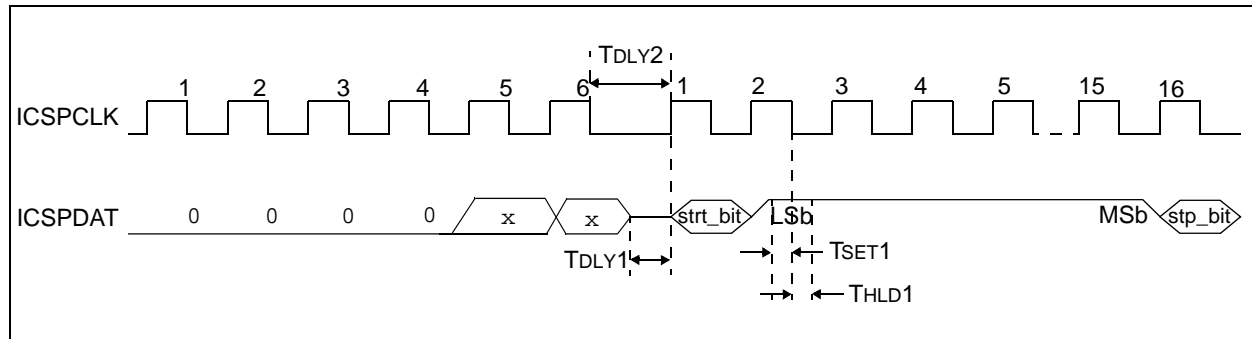 TDLY2
1 2 3 4 5 6 1 2 3 4 5 15 16
ICSPCLK
ICSPDAT 0 0 0 0 x x strt_bit LSb MSb stp_bit
TDLY1 TSET1
THLD1